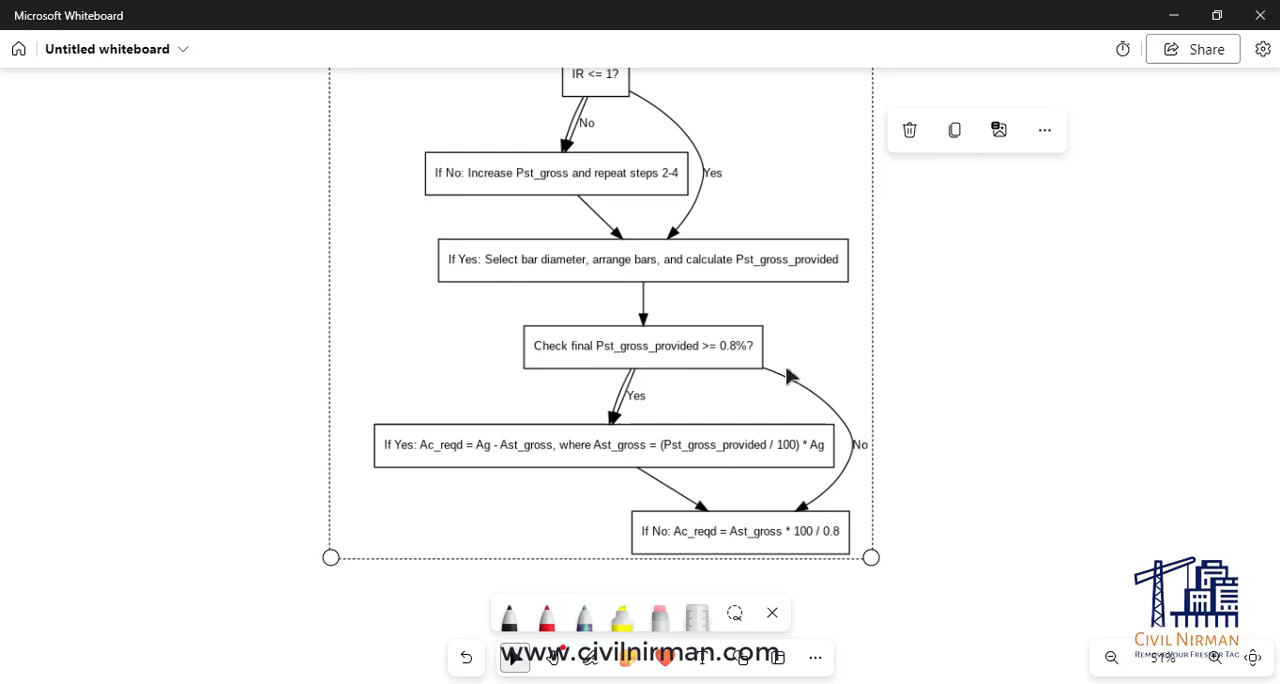 Microsoft Whiteboard
Untitled whiteboard
Share
IR <= 1?
No
If No: Increase Pst_gross and repeat steps 2-4
Yes
If Yes: Select bar diameter, arrange bars, and calculate Pst_gross_provided
Check final Pst_gross_provided >= 0.8%?
Yes
If Yes: Ac_reqd = Ag - Ast_gross, where Ast_gross = (Pst_gross_provided / 100) * Ag
No
If No: Ac_reqd = Ast_gross * 100 / 0.8
www.civilnirman.com
CIVIL NIRMAN
51%